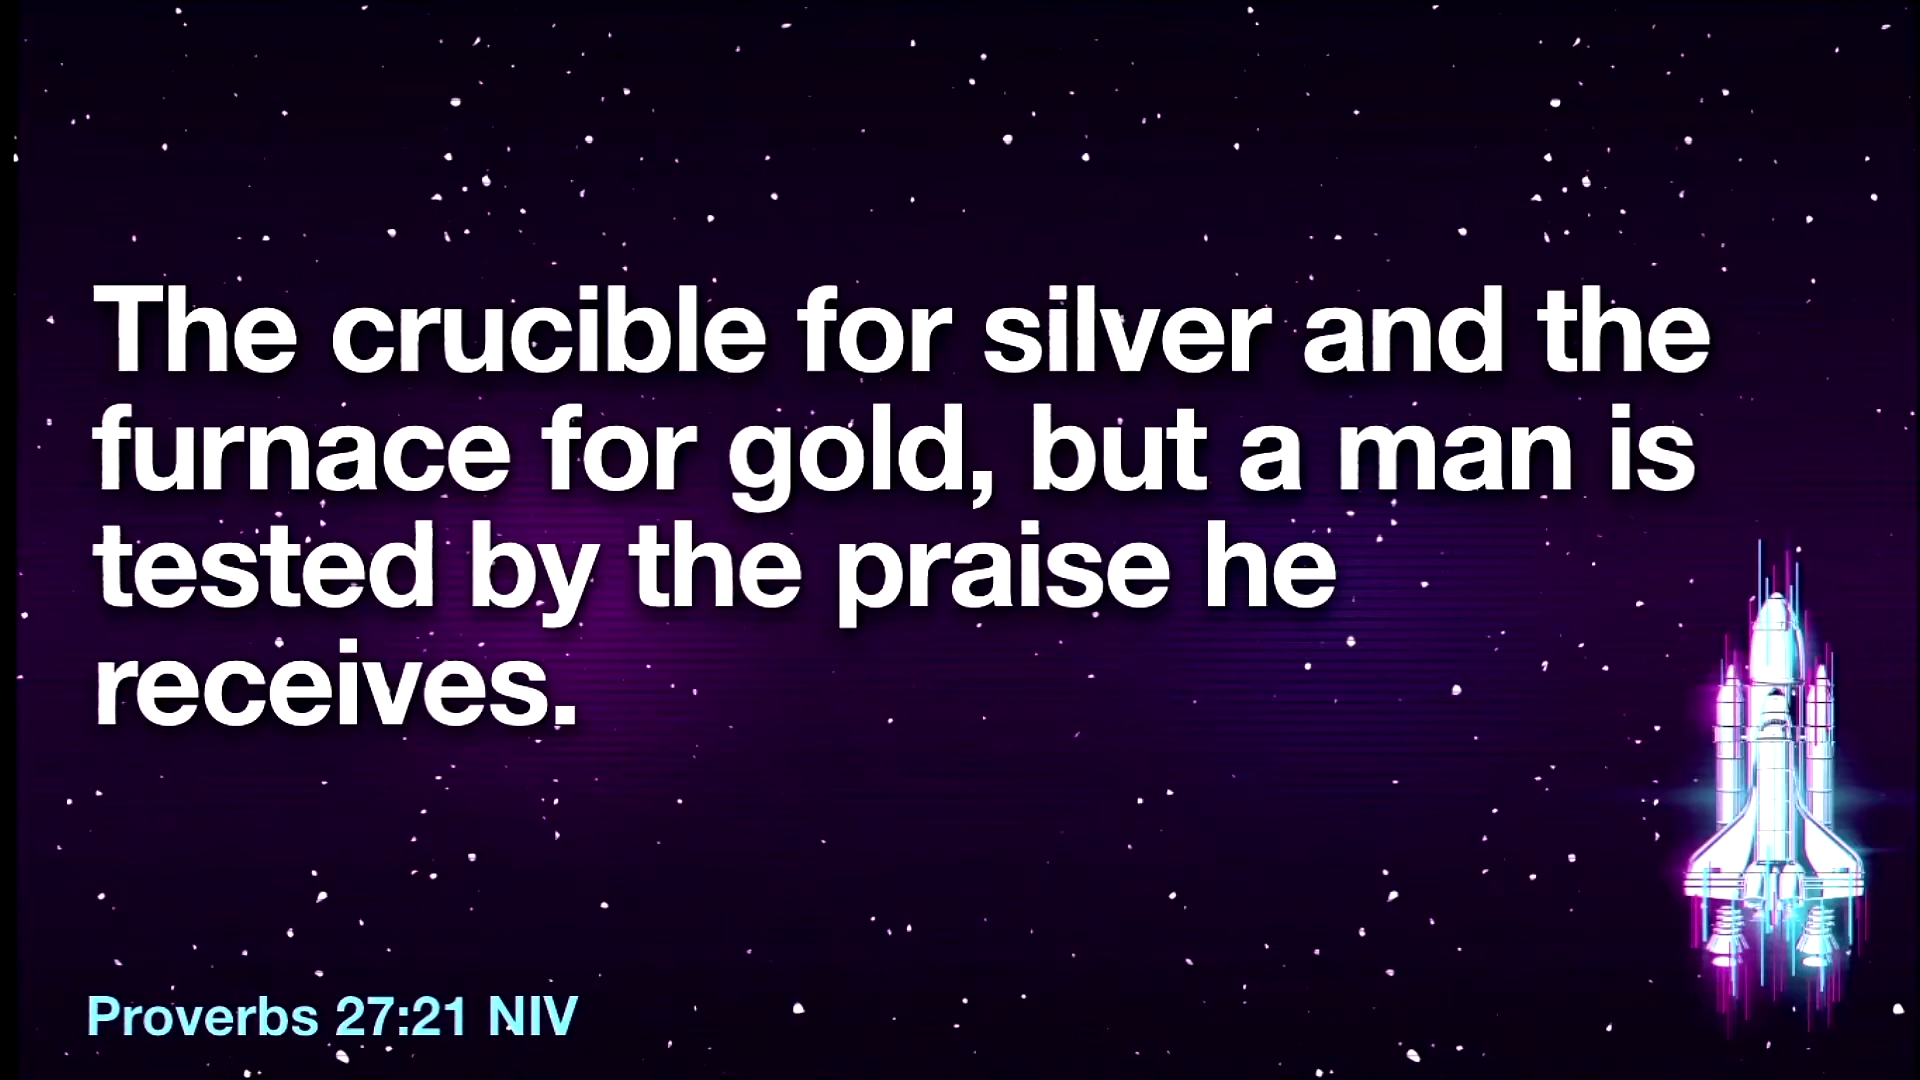 The crucible for silver and the
furnace for gold, but a man is
tested by the praise he
receives.
Proverbs 27:21 NIV